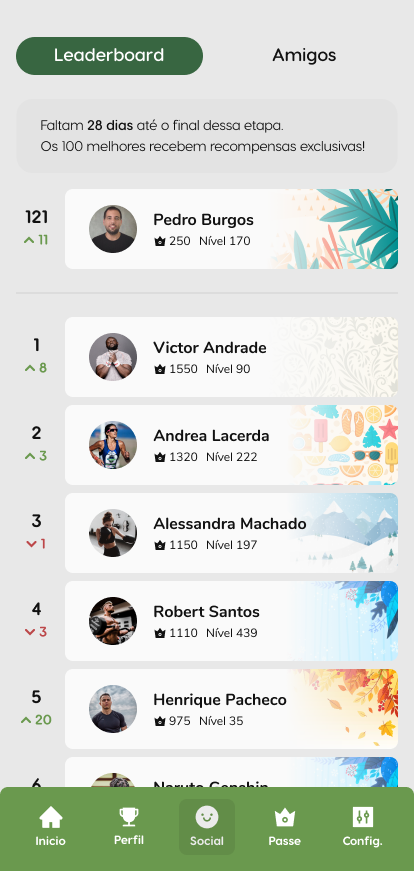 Leaderboard
Amigos
Faltam 28 dias até o final dessa etapa.
Os 100 melhores recebem recompensas exclusivas!
121
11
Pedro Burgos
250 Nível 170
1
8
Victor Andrade
1550 Nível 90
2
3
Andrea Lacerda
1320 Nível 222
3
1
Alessandra Machado
1150 Nível 197
4
3
Robert Santos
1110 Nível 439
5
20
Henrique Pacheco
975 Nível 35
6
Naruto Genshin
Inicio
Perfil
Social
Passe
Config.